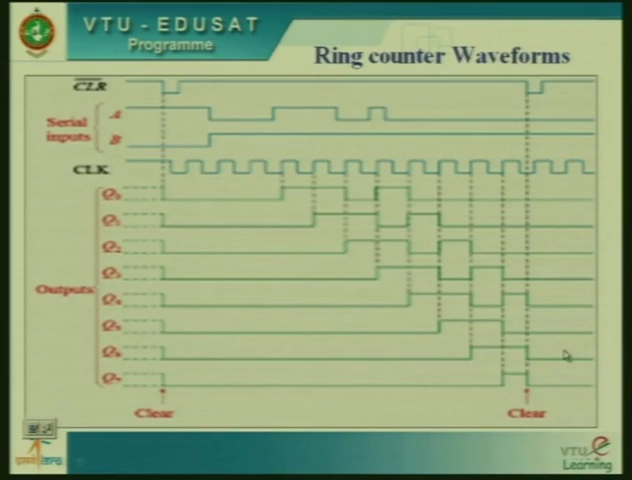 VTU - EDUSAT
Programme
Ring counter Waveforms
CLR
Serial inputs
A
B
CLK
Outputs
Q0
Q1
Q2
Q3
Q4
Q5
Q6
Q7
Clear
Clear
VTU e
Learning